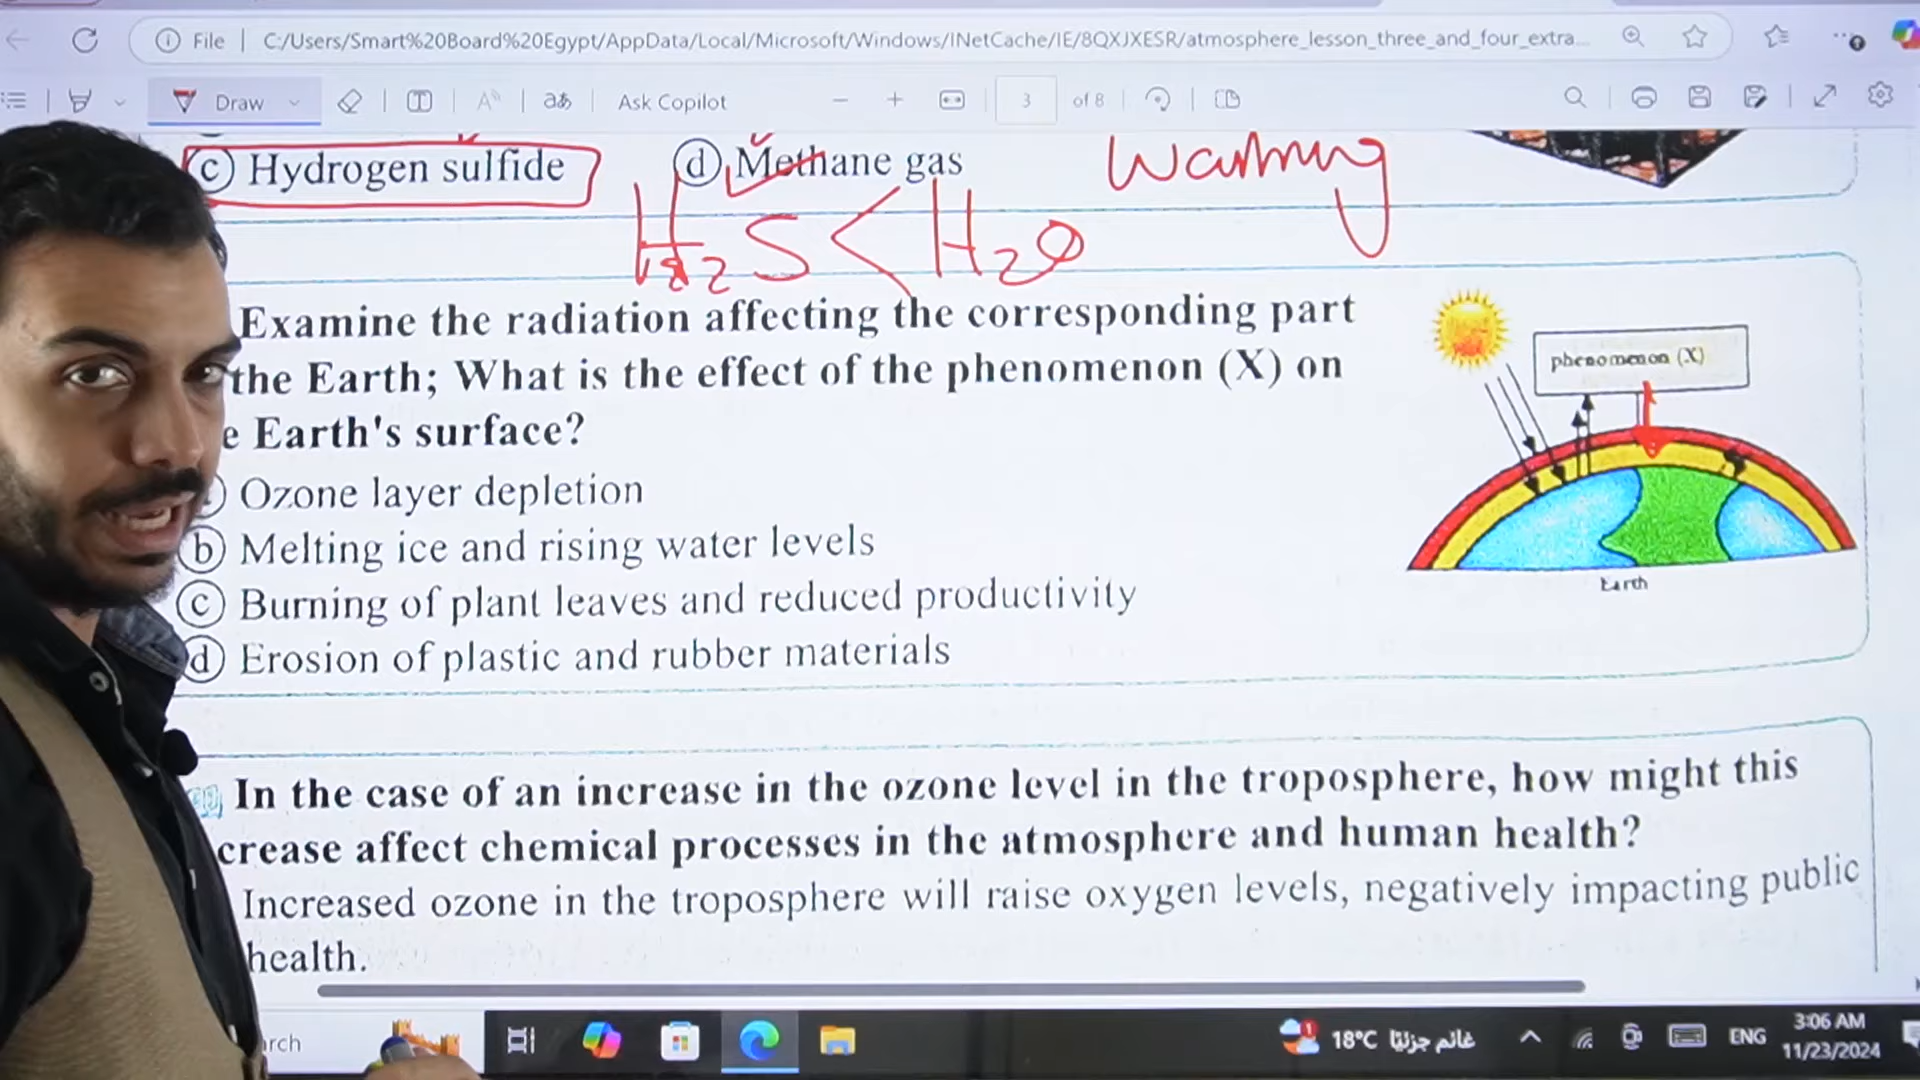 File | C:/Users/Smart%20Board%20Egypt/AppData/Local/Microsoft/Windows/INetCache/IE/8QXJXESR/atmosphere_lesson_three_and_four_extra...
Draw
Ask Copilot
3 of 8
c Hydrogen sulfide
d Methane gas
Warming
H2S < H2O
Examine the radiation affecting the corresponding part
the Earth; What is the effect of the phenomenon (X) on
e Earth's surface?
phenomenon (X)
Earth
Ozone layer depletion
b Melting ice and rising water levels
c Burning of plant leaves and reduced productivity
d Erosion of plastic and rubber materials
In the case of an increase in the ozone level in the troposphere, how might this
crease affect chemical processes in the atmosphere and human health?
Increased ozone in the troposphere will raise oxygen levels, negatively impacting public
health.
arch
1
18°C غائم جزئيًا
ENG
3:06 AM
11/23/2024